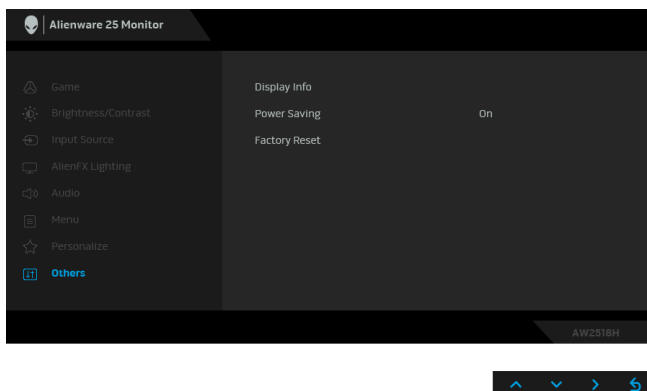 Alienware 25 Monitor
Game
Display Info
Brightness/Contrast
Power Saving On
Input Source
Factory Reset
AlienFX Lighting
Audio
Menu
Personalize
Others
AW2518H